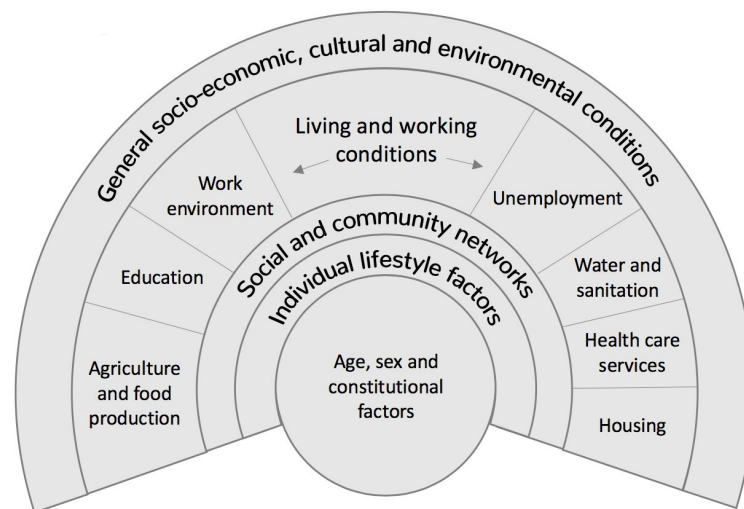 General socio-economic, cultural and environmental conditions
Living and working
conditions
Work
environment
Unemployment
Social and community networks
Education
Water and
sanitation
Individual lifestyle factors
Agriculture
and food
production
Health care
services
Age, sex and
constitutional
factors
Housing